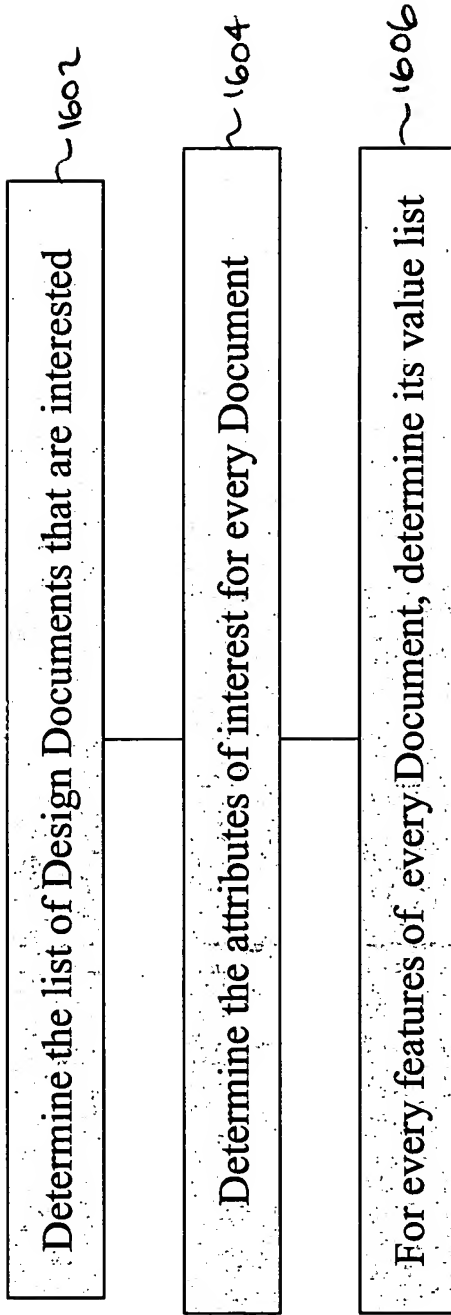 Determine the list of Design Documents that are interested
1602
Determine the attributes of interest for every Document
1604
For every features of every Document, determine its value list
1606